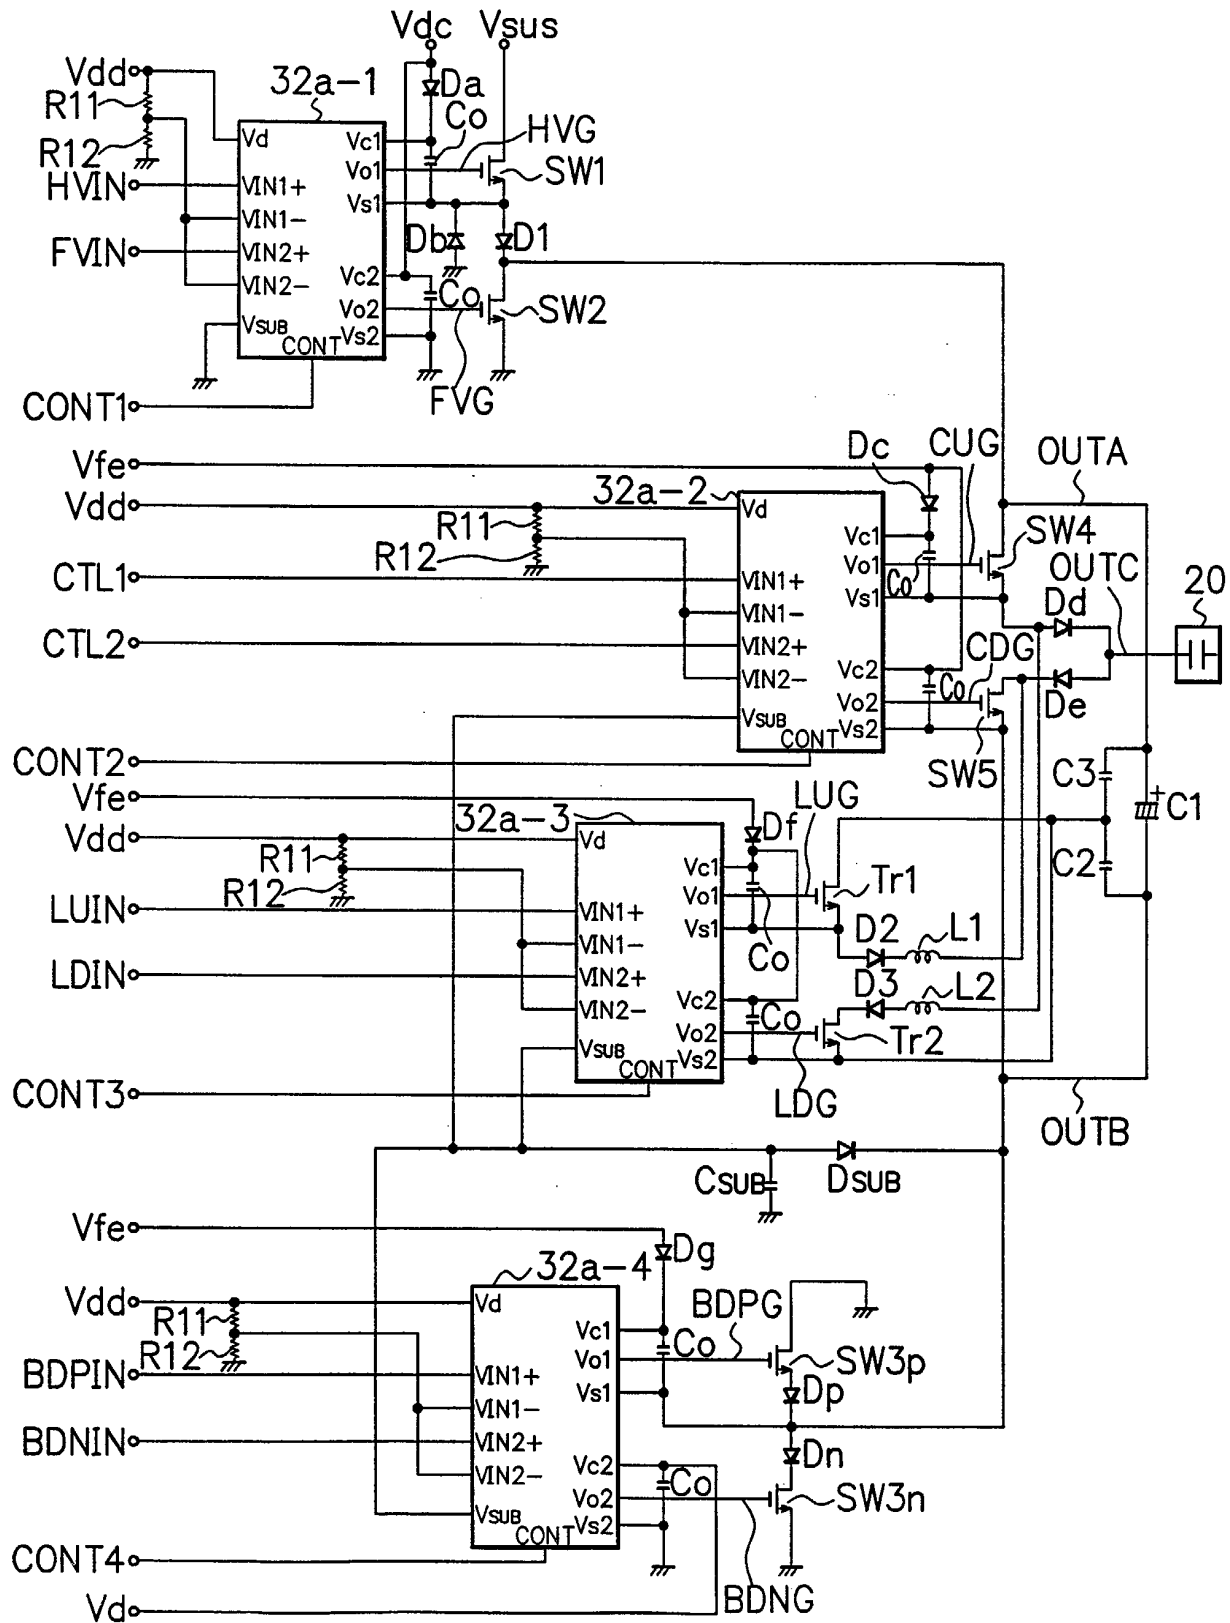 Vdc Vsus
Vdd
R11
R12
32a-1
Da
Co
HVG
SW1
Vd
Vc1
Vo1
Vs1
HVIN
VIN1+
VIN1-
FVIN
VIN2+
VIN2-
Db
D1
Vc2
Co
Vo2
SW2
VSUB
CONT
Vs2
FVG
CONT1
Vfe
Dc
CUG
OUTA
Vdd
R11
R12
32a-2
Vd
Vc1
Vo1
Co
Vs1
SW4
OUTC
20
CTL1
VIN1+
VIN1-
Dd
CTL2
VIN2+
VIN2-
CDG
Vc2
Co
Vo2
De
VSUB
CONT
Vs2
SW5
CONT2
C3
C1
+
C2
Vfe
32a-3
Df
LUG
Vdd
R11
R12
Vd
Vc1
Vo1
Vs1
Co
Tr1
LUIN
VIN1+
VIN1-
D2
L1
LDIN
VIN2+
VIN2-
D3
L2
Vc2
Co
Vo2
Tr2
VSUB
CONT
Vs2
LDG
CONT3
OUTB
CSUB
DSUB
Vfe
Dg
32a-4
Vdd
R11
R12
Vd
BDPG
Vc1
Co
Vo1
SW3p
Vs1
Dp
BDPIN
VIN1+
VIN1-
BDNIN
VIN2+
VIN2-
Dn
Vc2
Co
Vo2
SW3n
VSUB
CONT
Vs2
CONT4
BDNG
Vd